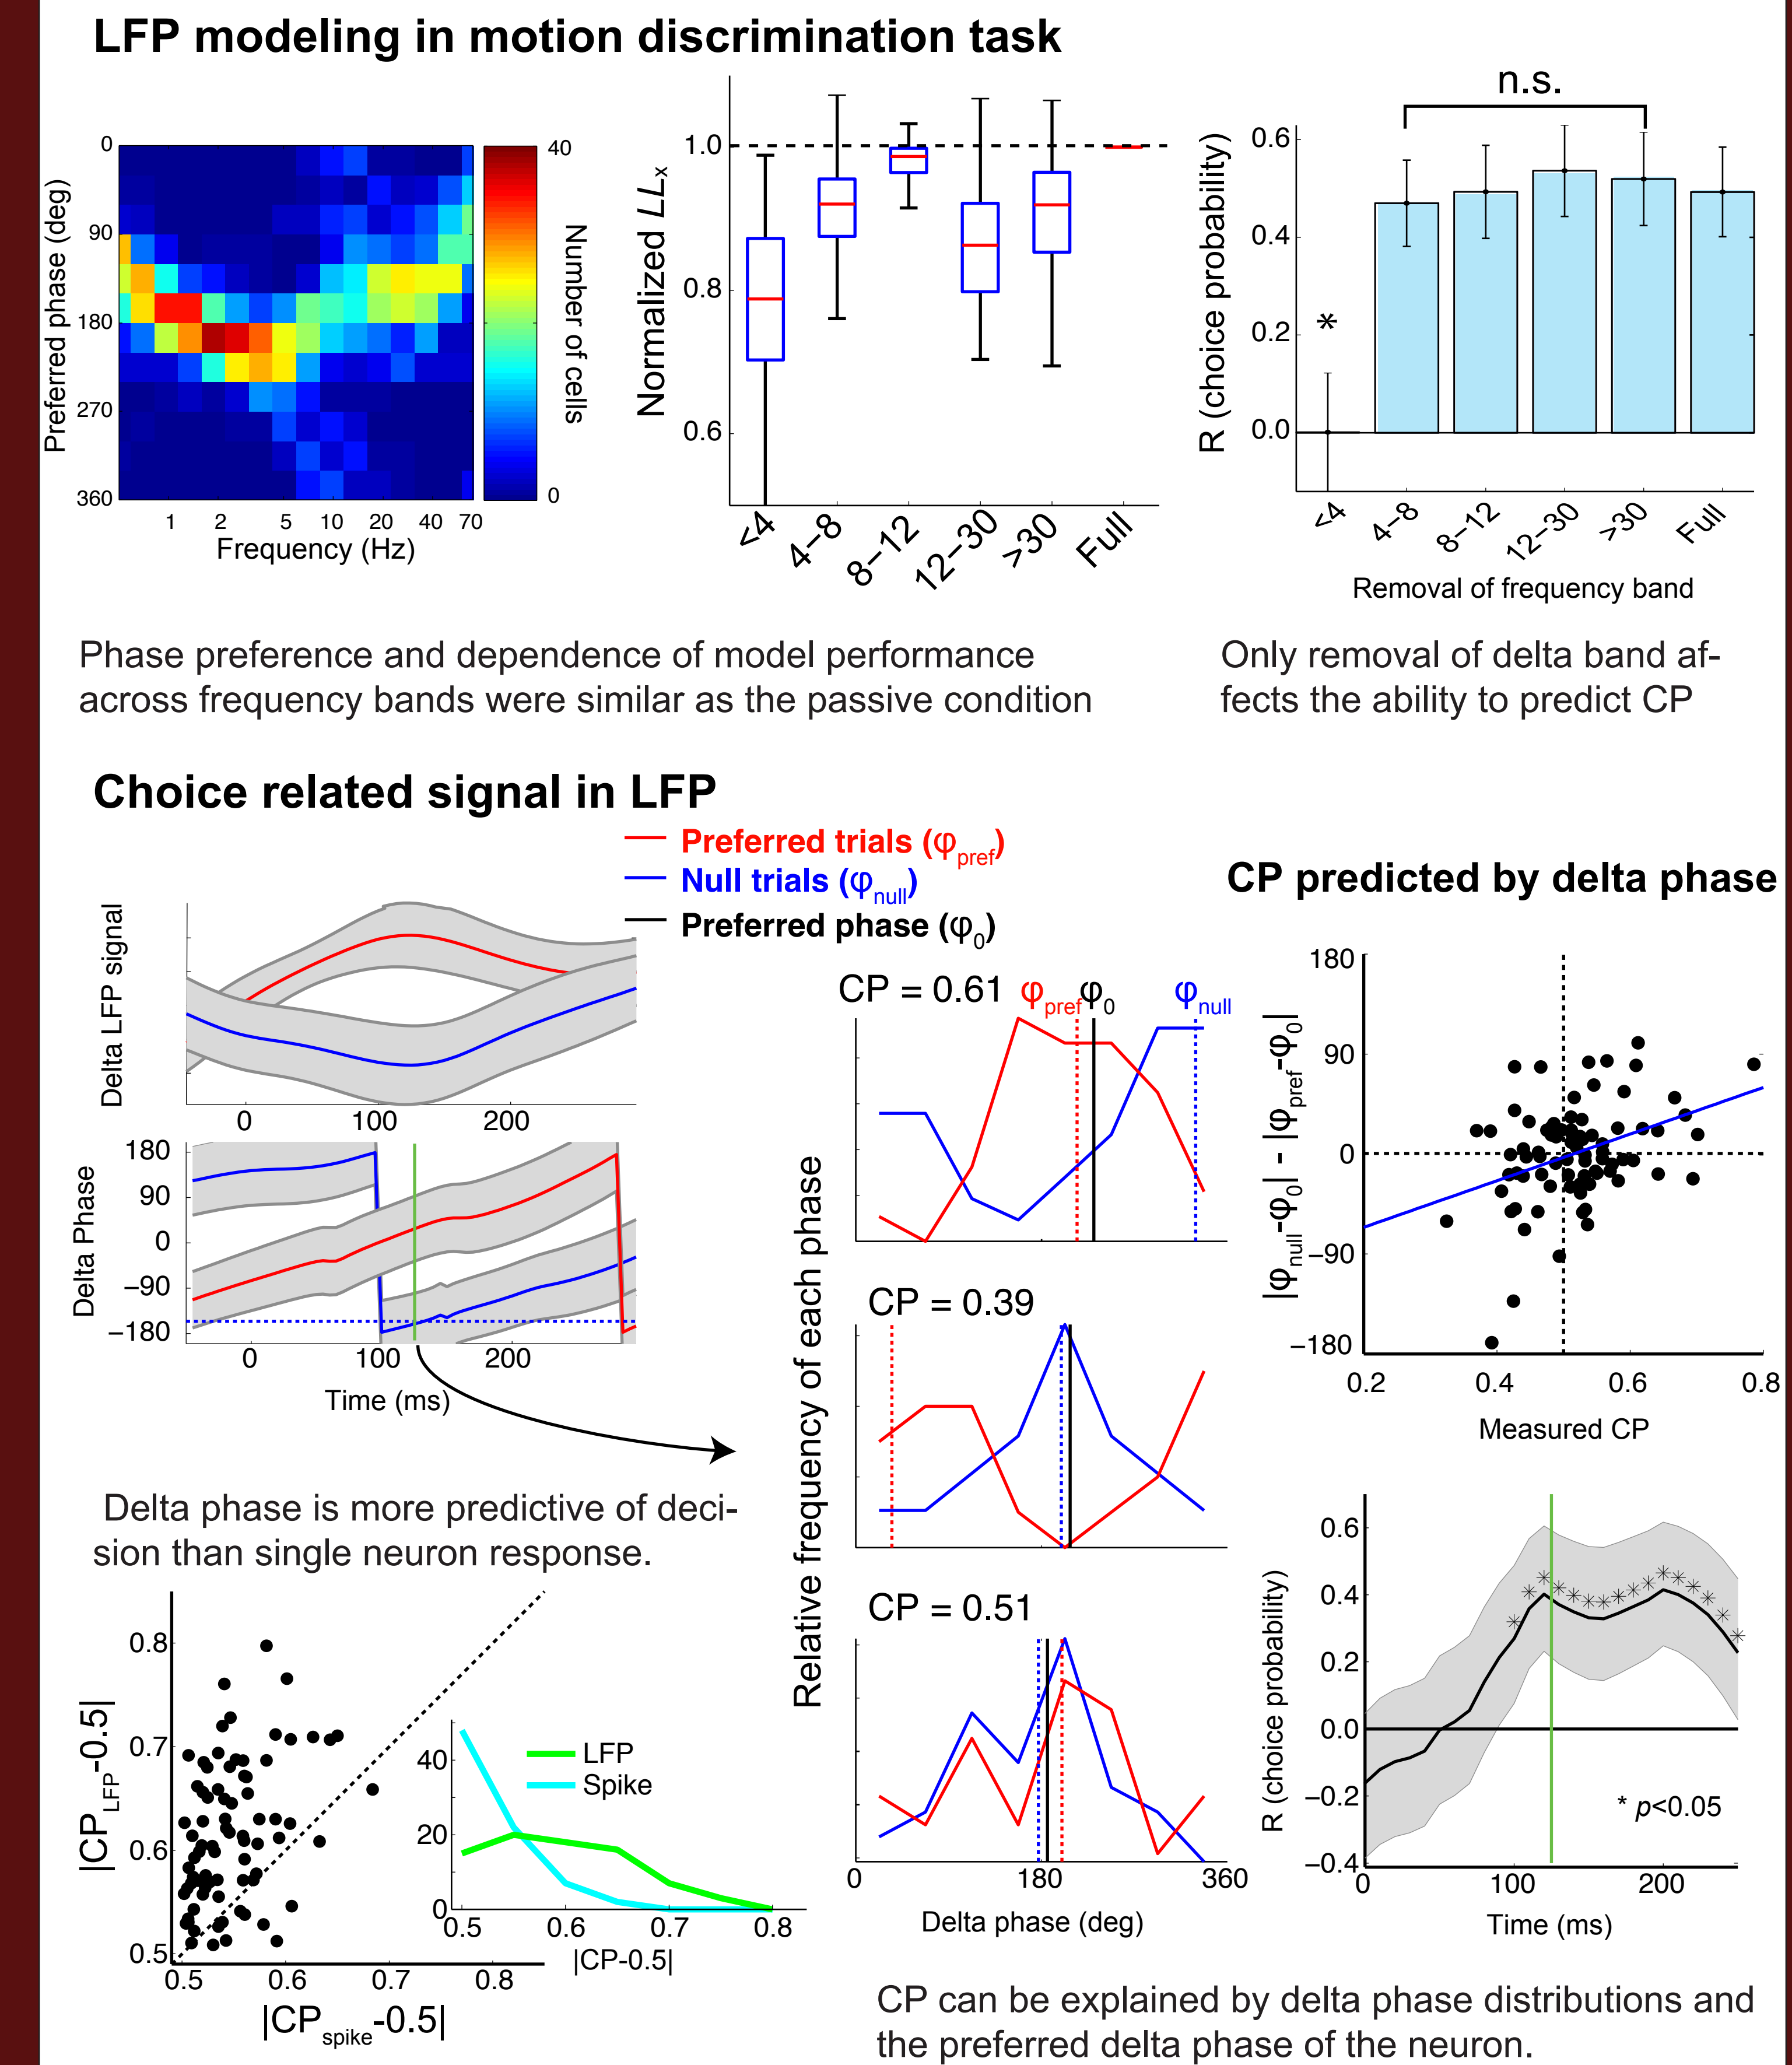 LFP modeling in motion discrimination task
Preferred phase (deg)
0
90
180
270
360
1 2 5 10 20 40 70
Frequency (Hz)
40
0
Number of cells
Normalized LLx
1.0
0.8
0.6
<4 4–8 8–12 12–30 >30 Full
n.s.
R (choice probability)
0.6
0.4
0.2
0.0
*
<4 4–8 8–12 12–30 >30 Full
Removal of frequency band
Phase preference and dependence of model performance
across frequency bands were similar as the passive condition
Only removal of delta band af-
fects the ability to predict CP
Choice related signal in LFP
Preferred trials (φpref)
Null trials (φnull)
Preferred phase (φ0)
Delta LFP signal
0 100 200
Delta Phase
180
90
0
−90
−180
0 100 200
Time (ms)
Delta phase is more predictive of deci-
sion than single neuron response.
|CPLFP-0.5|
0.8
0.7
0.6
0.5
0.5 0.6 0.7 0.8
|CPspike-0.5|
LFP
Spike
40
20
0
0.5 0.6 0.7 0.8
|CP-0.5|
Relative frequency of each phase
CP = 0.61 φpref φ0 φnull
CP = 0.39
CP = 0.51
0 180 360
Delta phase (deg)
CP predicted by delta phase
|φnull-φ0| - |φpref-φ0|
180
90
0
−90
−180
0.2 0.4 0.6 0.8
Measured CP
R (choice probability)
0.6
0.4
0.2
0.0
−0.2
−0.4
* p<0.05
0 100 200
Time (ms)
CP can be explained by delta phase distributions and
the preferred delta phase of the neuron.